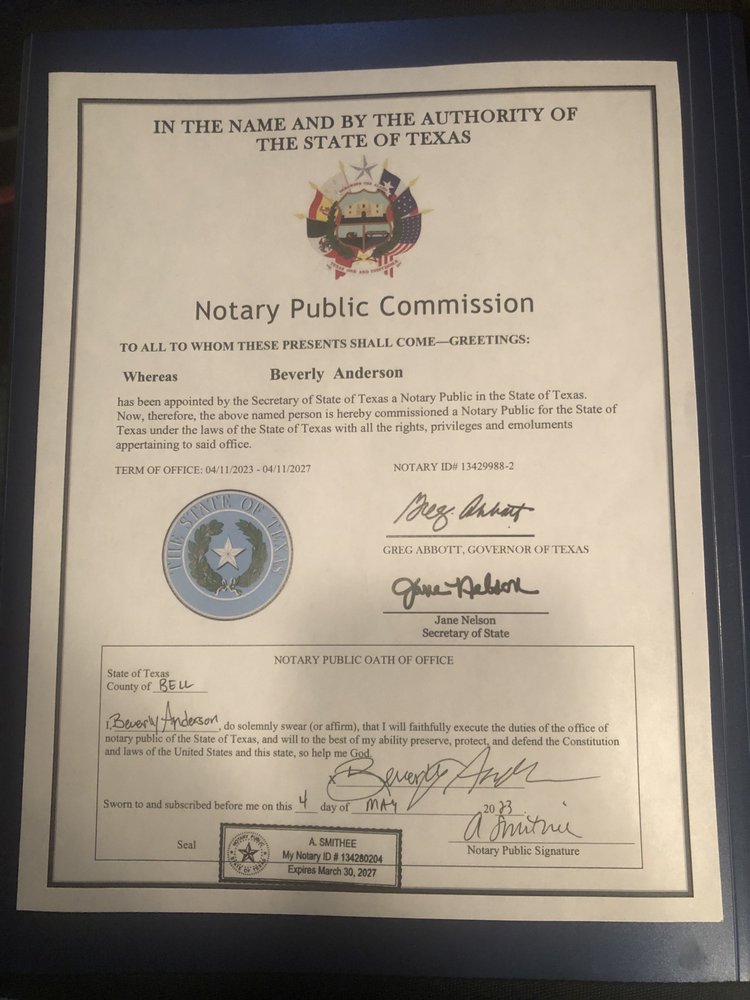 IN THE NAME AND BY THE AUTHORITY OF
THE STATE OF TEXAS
Notary Public Commission
TO ALL TO WHOM THESE PRESENTS SHALL COME—GREETINGS:
Whereas Beverly Anderson
has been appointed by the Secretary of State of Texas a Notary Public in the State of Texas.
Now, therefore, the above named person is hereby commissioned a Notary Public for the State of
Texas under the laws of the State of Texas with all the rights, privileges and emoluments
appertaining to said office.
TERM OF OFFICE: 04/11/2023 - 04/11/2027 NOTARY ID# 13429988-2
THE STATE OF TEXAS
Greg Abbott
GREG ABBOTT, GOVERNOR OF TEXAS
Jane Nelson
Jane Nelson
Secretary of State
NOTARY PUBLIC OATH OF OFFICE
State of Texas
County of BELL
I, Beverly Anderson, do solemnly swear (or affirm), that I will faithfully execute the duties of the office of
notary public of the State of Texas, and will to the best of my ability preserve, protect, and defend the Constitution
and laws of the United States and this state, so help me God.
x Beverly
Sworn to and subscribed before me on this 4 day of MAY 2023
A Smithee
Notary Public Signature
Seal
NOTARY PUBLIC
STATE OF TEXAS
A. SMITHEE
My Notary ID # 134280204
Expires March 30, 2027